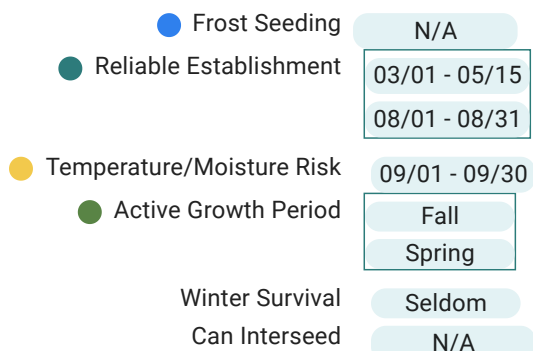 Frost Seeding N/A
Reliable Establishment 03/01 - 05/15
08/01 - 08/31
Temperature/Moisture Risk 09/01 - 09/30
Active Growth Period Fall
Spring
Winter Survival Seldom
Can Interseed N/A